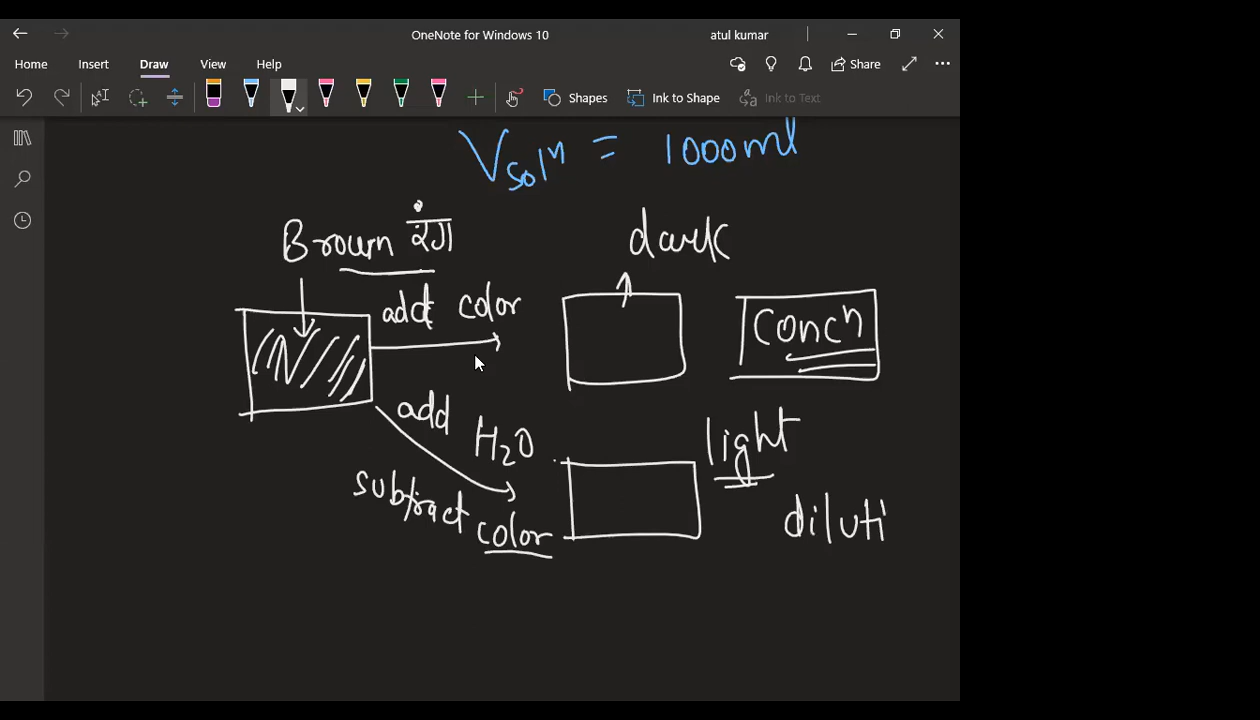 OneNote for Windows 10
atul kumar
Home Insert Draw View Help
Share
Shapes Ink to Shape Ink to Text
Vsolⁿ = 1000ml
Brown रंग
dark
add color
Concⁿ
add H₂O
light
subtract color
diluti